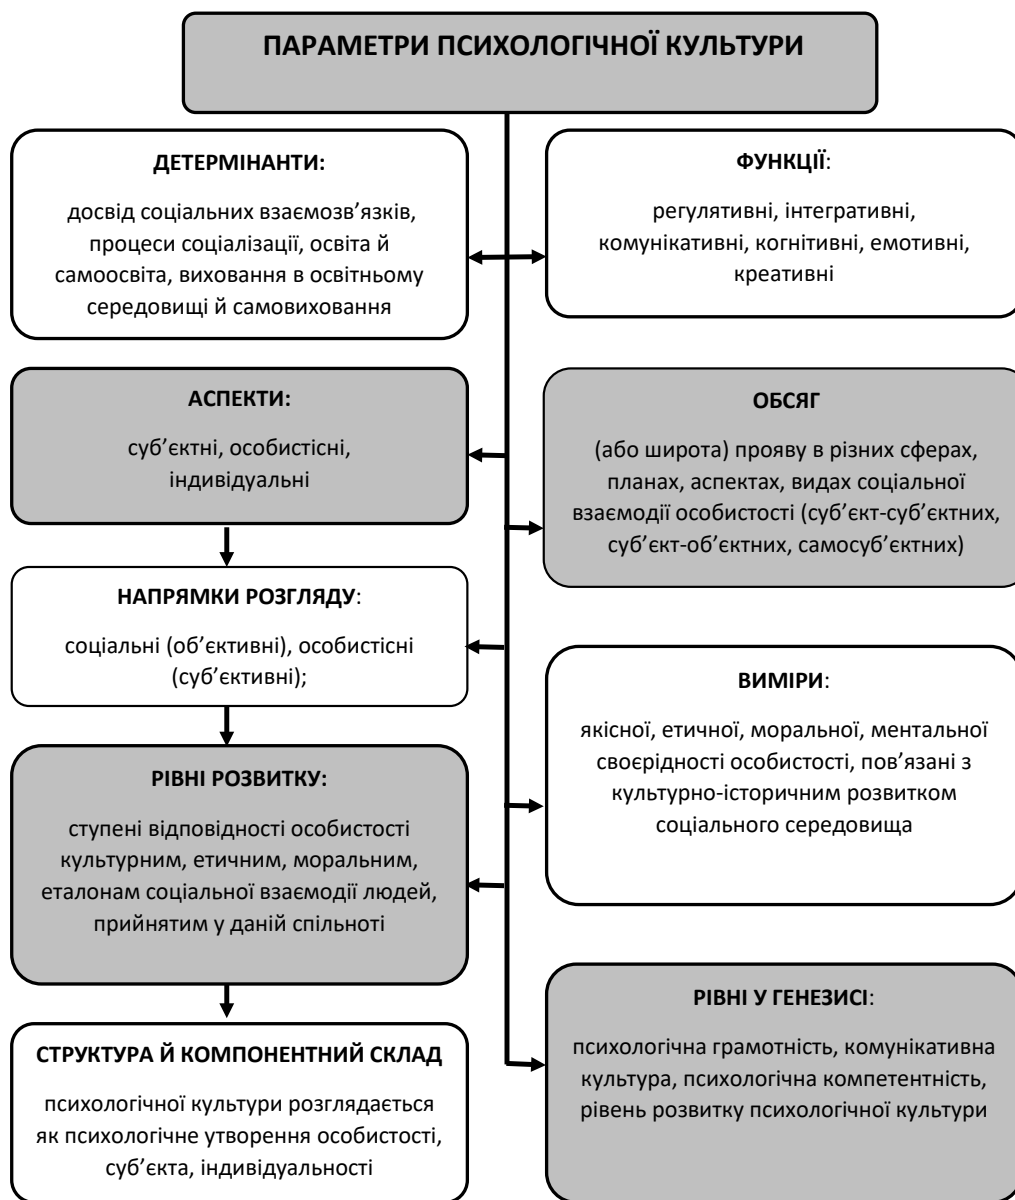 ПАРАМЕТРИ ПСИХОЛОГІЧНОЇ КУЛЬТУРИ
ДЕТЕРМІНАНТИ:
досвід соціальних взаємозв’язків,
процеси соціалізації, освіта й
самоосвіта, виховання в освітньому
середовищі й самовиховання
ФУНКЦІЇ:
регулятивні, інтегративні,
комунікативні, когнітивні, емотивні,
креативні
АСПЕКТИ:
суб’єктні, особистісні,
індивідуальні
ОБСЯГ
(або широта) прояву в різних сферах,
планах, аспектах, видах соціальної
взаємодії особистості (суб’єкт-суб’єктних,
суб’єкт-об’єктних, самосуб’єктних)
НАПРЯМКИ РОЗГЛЯДУ:
соціальні (об’єктивні), особистісні
(суб’єктивні);
ВИМІРИ:
якісної, етичної, моральної, ментальної
своєрідності особистості, пов’язані з
культурно-історичним розвитком
соціального середовища
РІВНІ РОЗВИТКУ:
ступені відповідності особистості
культурним, етичним, моральним,
еталонам соціальної взаємодії людей,
прийнятим у даній спільноті
РІВНІ У ГЕНЕЗИСІ:
психологічна грамотність, комунікативна
культура, психологічна компетентність,
рівень розвитку психологічної культури
СТРУКТУРА Й КОМПОНЕНТНИЙ СКЛАД
психологічної культури розглядається
як психологічне утворення особистості,
суб’єкта, індивідуальності